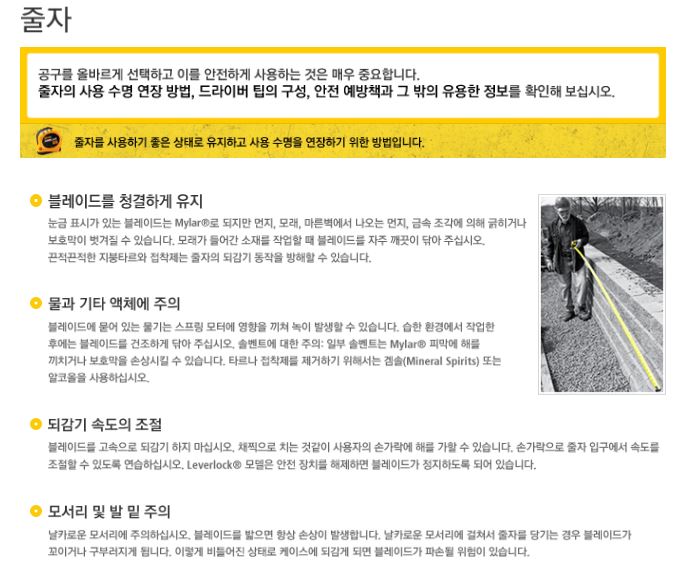 줄자
공구를 올바르게 선택하고 이를 안전하게 사용하는 것은 매우 중요합니다.
줄자의 사용 수명 연장 방법, 드라이버 팁의 구성, 안전 예방책과 그 밖의 유용한 정보를 확인해 보십시오.
줄자를 사용하기 좋은 상태로 유지하고 사용 수명을 연장하기 위한 방법입니다.
블레이드를 청결하게 유지
눈금 표시가 있는 블레이드는 Mylar®로 되지만 먼지, 모래, 마른벽에서 나오는 먼지, 금속 조각에 의해 긁히거나
보호막이 벗겨질 수 있습니다. 모래가 들어간 소재를 작업할 때 블레이드를 자주 깨끗이 닦아 주십시오.
끈적끈적한 지붕타르와 접착제는 줄자의 되감기 동작을 방해할 수 있습니다.
물과 기타 액체에 주의
블레이드에 묻어 있는 물기는 스프링 모터에 영향을 끼쳐 녹이 발생할 수 있습니다. 습한 환경에서 작업한
후에는 블레이드를 건조하게 닦아 주십시오. 솔벤트에 대한 주의: 일부 솔벤트는 Mylar® 피막에 해를
끼치거나 보호막을 손상시킬 수 있습니다. 타르나 접착제를 제거하기 위해서는 겜솔(Mineral Spirits) 또는
알코올을 사용하십시오.
되감기 속도의 조절
블레이드를 고속으로 되감기 하지 마십시오. 채찍으로 치는 것같이 사용자의 손가락에 해를 가할 수 있습니다. 손가락으로 줄자 입구에서 속도를
조절할 수 있도록 연습하십시오. Leverlock® 모델은 안전 장치를 해제하면 블레이드가 정지하도록 되어 있습니다.
모서리 및 발 밑 주의
날카로운 모서리에 주의하십시오. 블레이드를 밟으면 항상 손상이 발생합니다. 날카로운 모서리에 걸쳐서 줄자를 당기는 경우 블레이드가
꼬이거나 구부러지게 됩니다. 이렇게 비틀어진 상태로 케이스에 되감게 되면 블레이드가 파손될 위험이 있습니다.